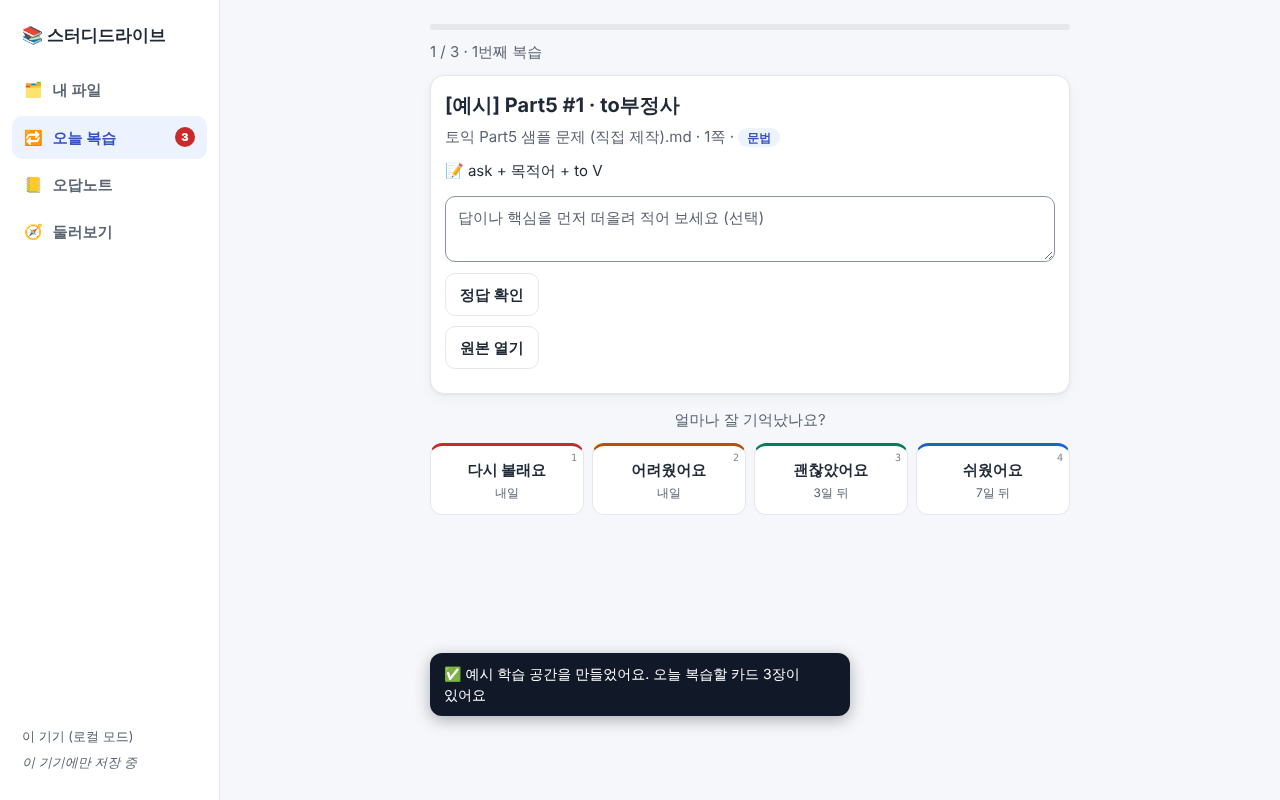 📚 스터디드라이브
🗂️ 내 파일
🔁 오늘 복습 3
📒 오답노트
🧭 둘러보기
이 기기 (로컬 모드)
이 기기에만 저장 중
1 / 3 · 1번째 복습
[예시] Part5 #1 · to부정사
토익 Part5 샘플 문제 (직접 제작).md · 1쪽 · 문법
📝 ask + 목적어 + to V
답이나 핵심을 먼저 떠올려 적어 보세요 (선택)
정답 확인
원본 열기
얼마나 잘 기억났나요?
1
다시 볼래요
내일
2
어려웠어요
내일
3
괜찮았어요
3일 뒤
4
쉬웠어요
7일 뒤
✅ 예시 학습 공간을 만들었어요. 오늘 복습할 카드 3장이
있어요